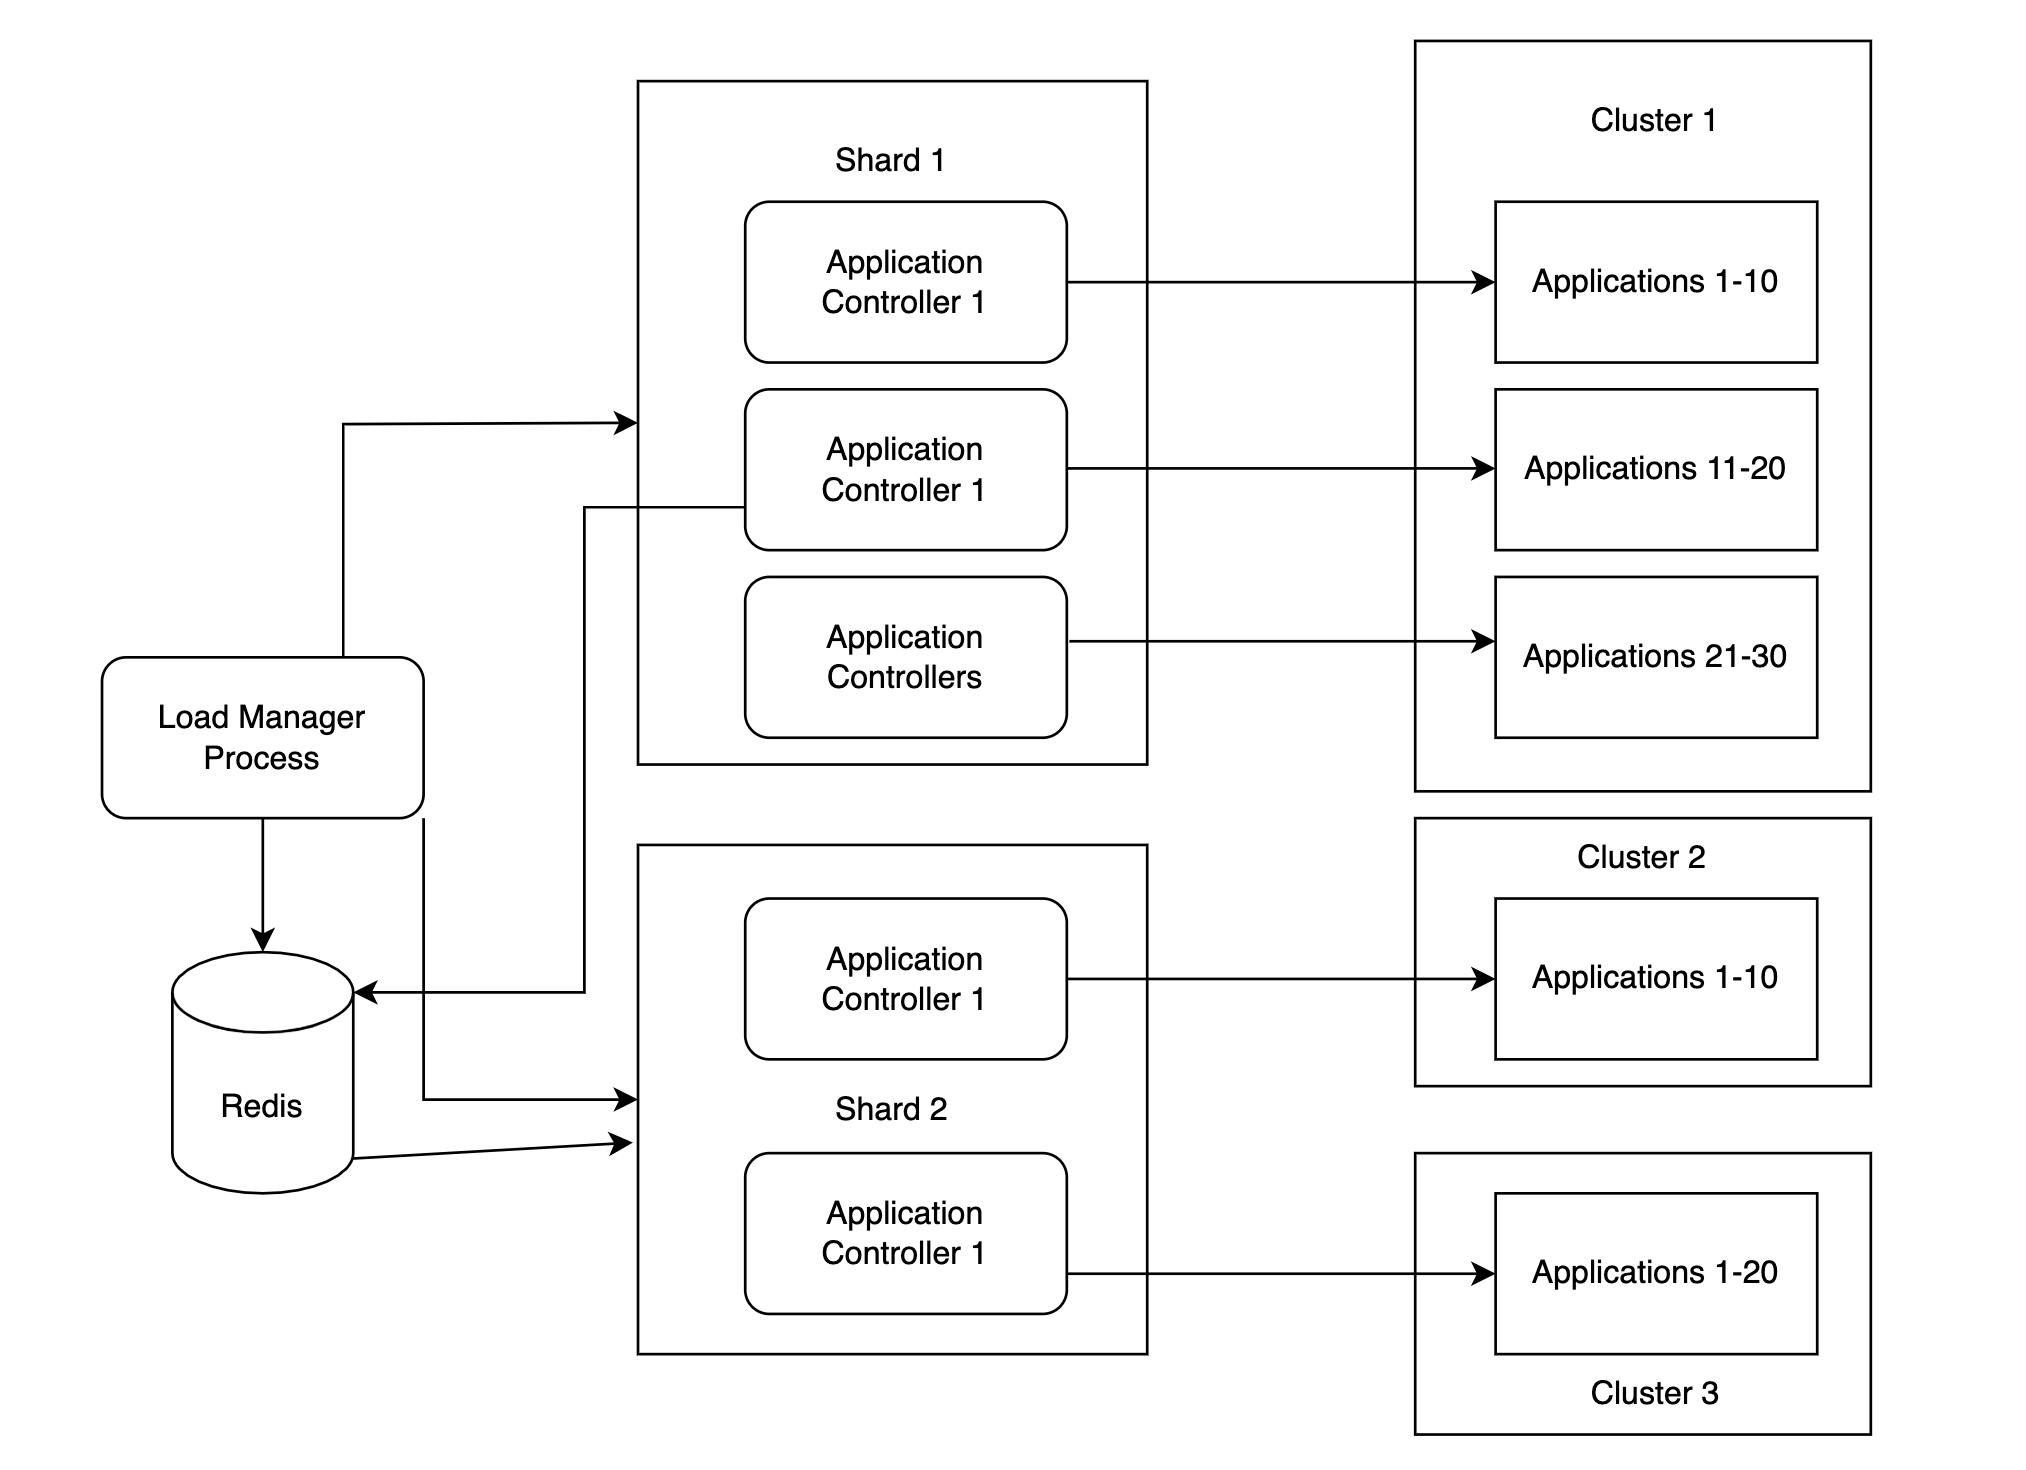 Cluster 1
Shard 1
Application
Controller 1
Applications 1-10
Application
Controller 1
Applications 11-20
Application
Controllers
Applications 21-30
Load Manager
Process
Cluster 2
Application
Controller 1
Applications 1-10
Redis
Shard 2
Application
Controller 1
Applications 1-20
Cluster 3